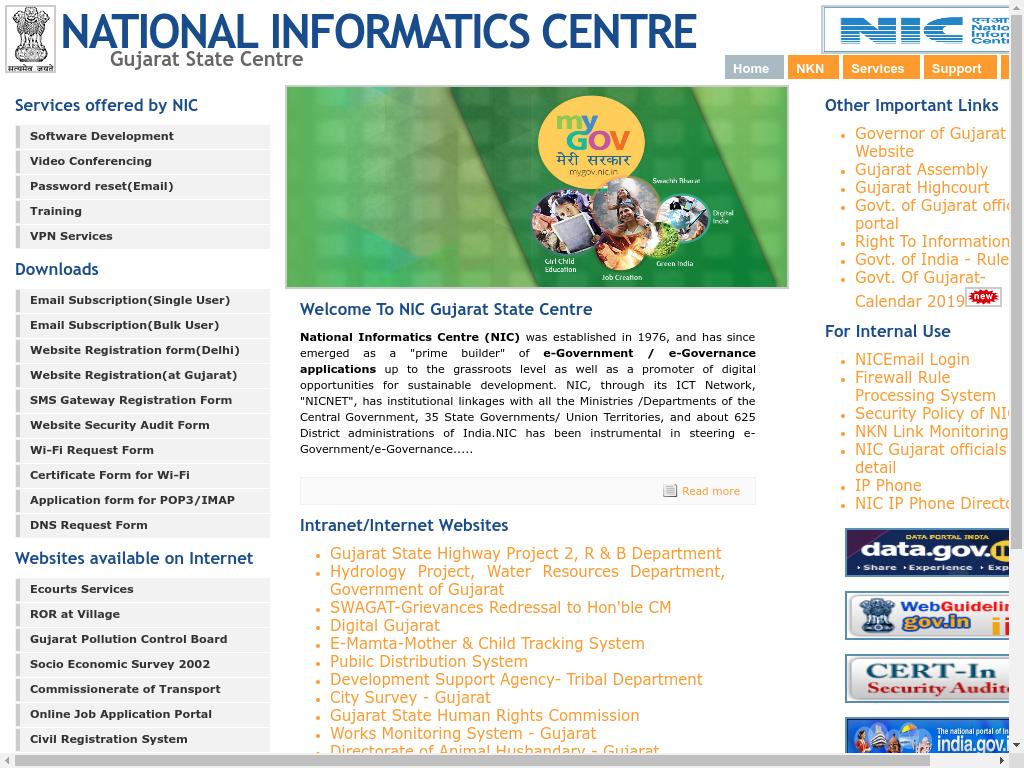 सत्यमेव जयते
NATIONAL INFORMATICS CENTRE
Gujarat State Centre
NIC
एनआ
Natio
Infor
Cent
Home
NKN
Services
Support
Services offered by NIC
Software Development
Video Conferencing
Password reset(Email)
Training
VPN Services
Downloads
Email Subscription(Single User)
Email Subscription(Bulk User)
Website Registration form(Delhi)
Website Registration(at Gujarat)
SMS Gateway Registration Form
Website Security Audit Form
Wi-Fi Request Form
Certificate Form for Wi-Fi
Application form for POP3/IMAP
DNS Request Form
Websites available on Internet
Ecourts Services
ROR at Village
Gujarat Pollution Control Board
Socio Economic Survey 2002
Commissionerate of Transport
Online Job Application Portal
Civil Registration System
my
GOV
मेरी सरकार
mygov.nic.in
Swachh Bharat
Digital
India
Green India
Girl Child
Education
Job Creation
Welcome To NIC Gujarat State Centre
National Informatics Centre (NIC) was established in 1976, and has since
emerged as a "prime builder" of e-Government / e-Governance
applications up to the grassroots level as well as a promoter of digital
opportunities for sustainable development. NIC, through its ICT Network,
"NICNET", has institutional linkages with all the Ministries /Departments of the
Central Government, 35 State Governments/ Union Territories, and about 625
District administrations of India.NIC has been instrumental in steering e-
Government/e-Governance.....
Read more
Intranet/Internet Websites
Gujarat State Highway Project 2, R & B Department
Hydrology Project, Water Resources Department,
Government of Gujarat
SWAGAT-Grievances Redressal to Hon'ble CM
Digital Gujarat
E-Mamta-Mother & Child Tracking System
Pubilc Distribution System
Development Support Agency- Tribal Department
City Survey - Gujarat
Gujarat State Human Rights Commission
Works Monitoring System - Gujarat
Directorate of Animal Husbandary - Gujarat
Other Important Links
Governor of Gujarat
Website
Gujarat Assembly
Gujarat Highcourt
Govt. of Gujarat offic
portal
Right To Information
Govt. of India - Rule
Govt. Of Gujarat-
Calendar 2019 new
For Internal Use
NICEmail Login
Firewall Rule
Processing System
Security Policy of NI
NKN Link Monitoring
NIC Gujarat officials
detail
IP Phone
NIC IP Phone Directo
DATA PORTAL INDIA
data.gov.in
Share Experience Exp
WebGuidelin
gov.in
CERT-In
Security Audito
The national portal of In
india.gov.i